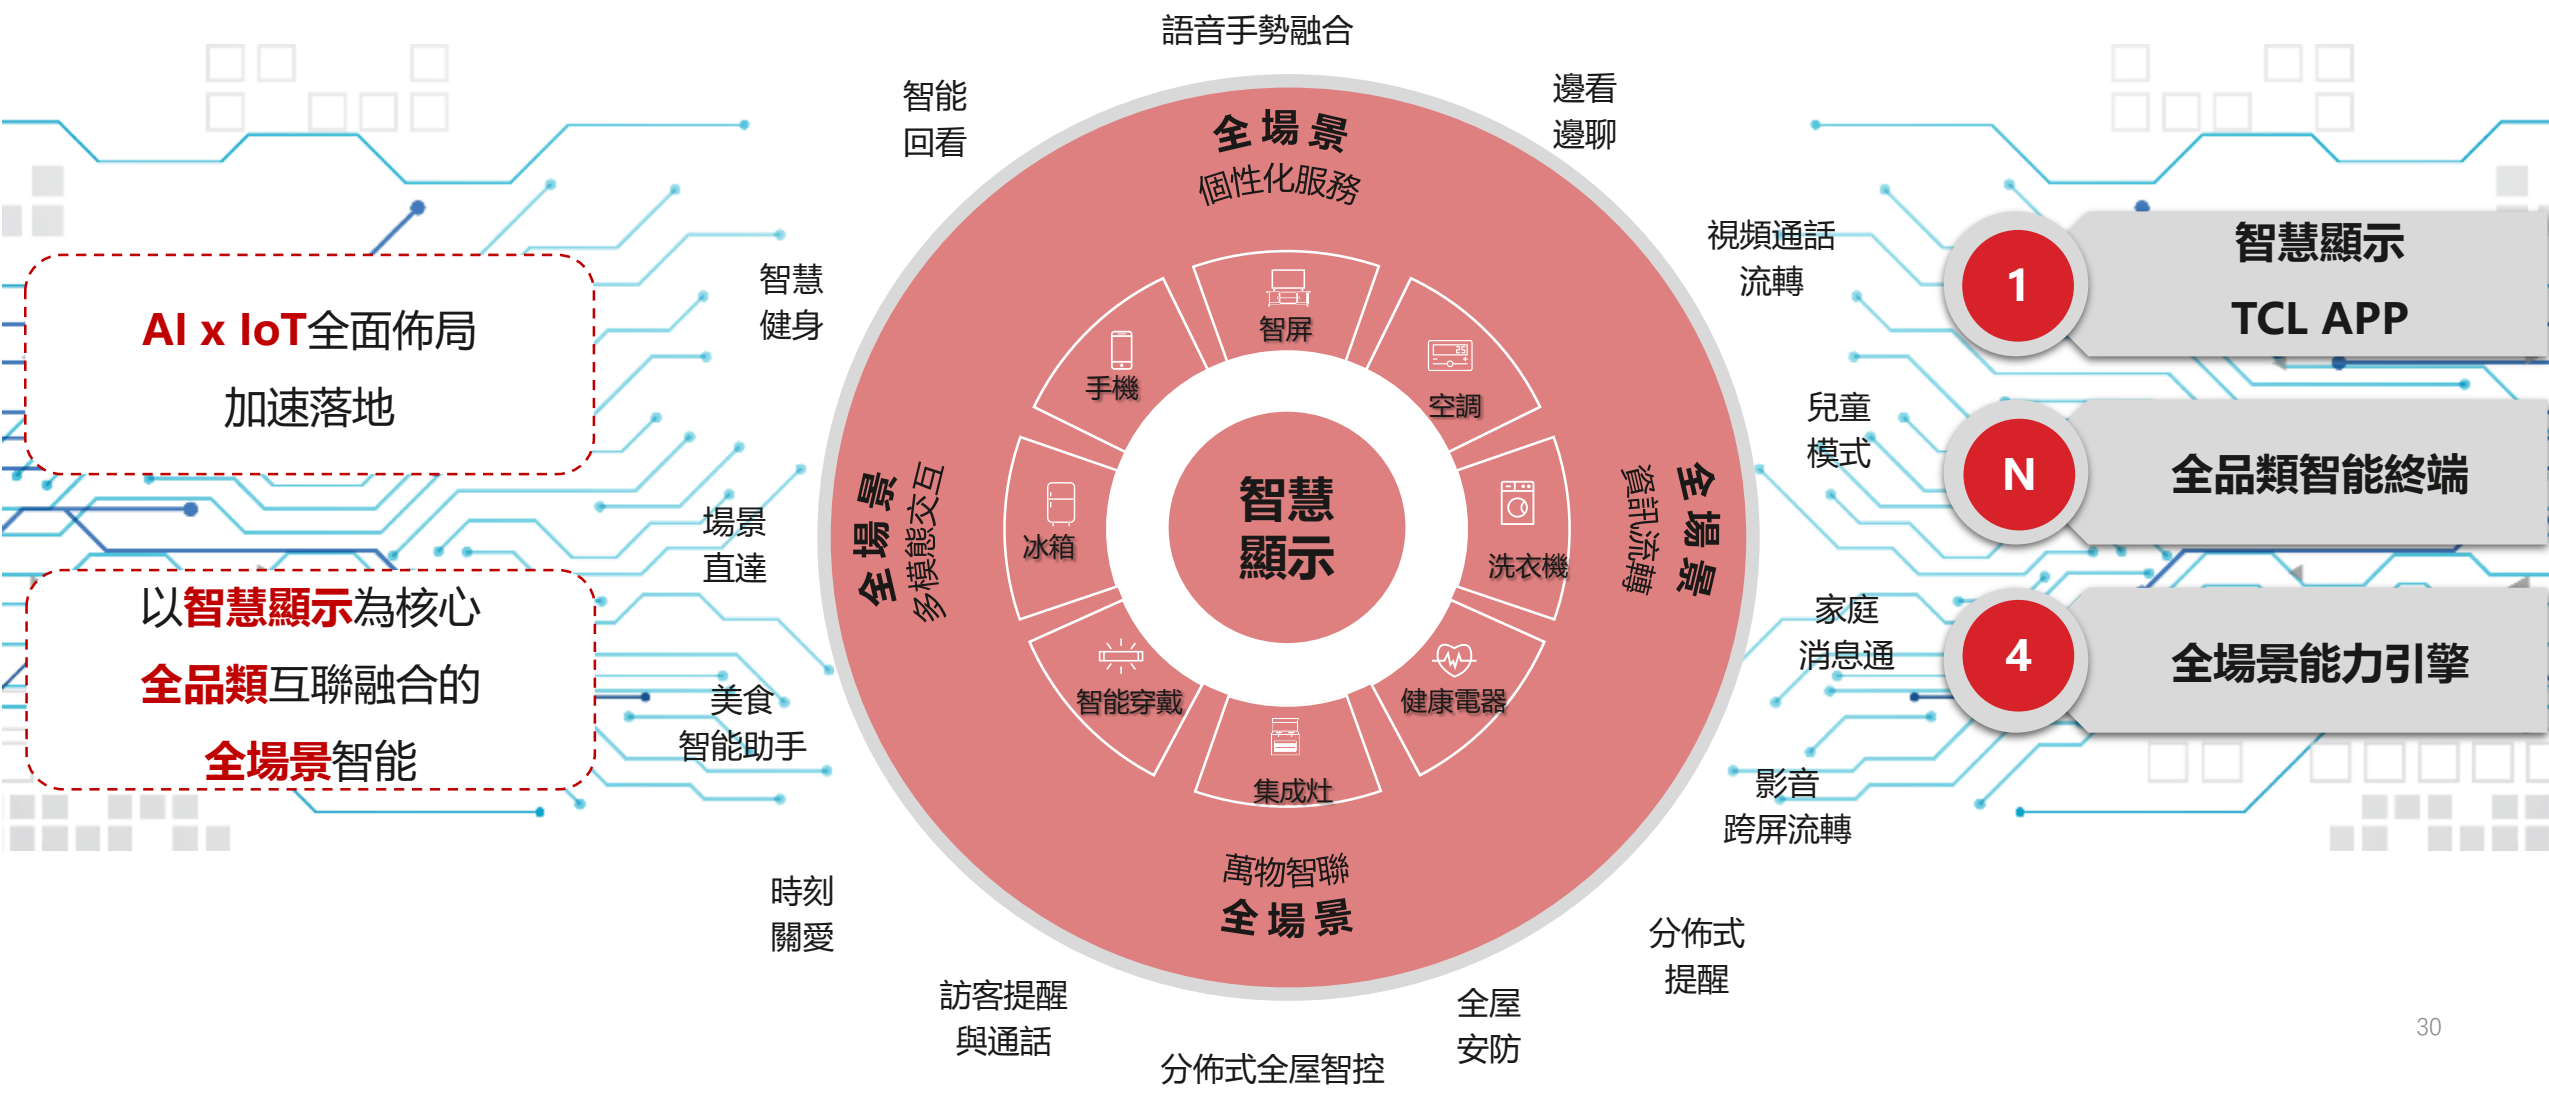 AI x IoT全面佈局
加速落地
以智慧顯示為核心
全品類互聯融合的
全場景智能
語音手勢融合
智能
回看
邊看
邊聊
智慧
健身
視頻通話
流轉
場景
直達
兒童
模式
美食
智能助手
家庭
消息通
時刻
關愛
影音
跨屏流轉
訪客提醒
與通話
分佈式
提醒
分佈式全屋智控
全屋
安防
全場景
個性化服務
全場景
多模態交互
全場景
資訊流轉
萬物智聯
全場景
智屏
手機
空調
25
冰箱
洗衣機
智能穿戴
健康電器
集成灶
智慧
顯示
1
智慧顯示
TCL APP
N
全品類智能終端
4
全場景能力引擎
30